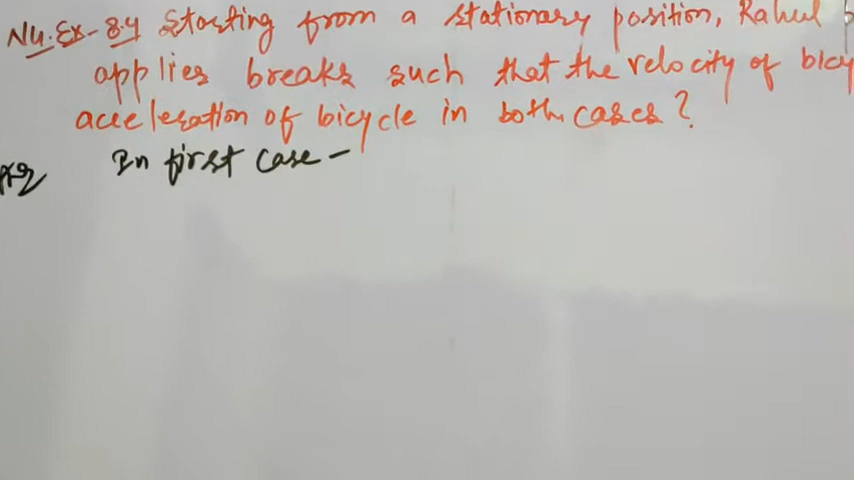 Nu.Ex- 8.4 Starting from a stationary position, Rahul
applies breaks such that the velocity of bicy
acceleration of bicycle in both cases?
In first case -